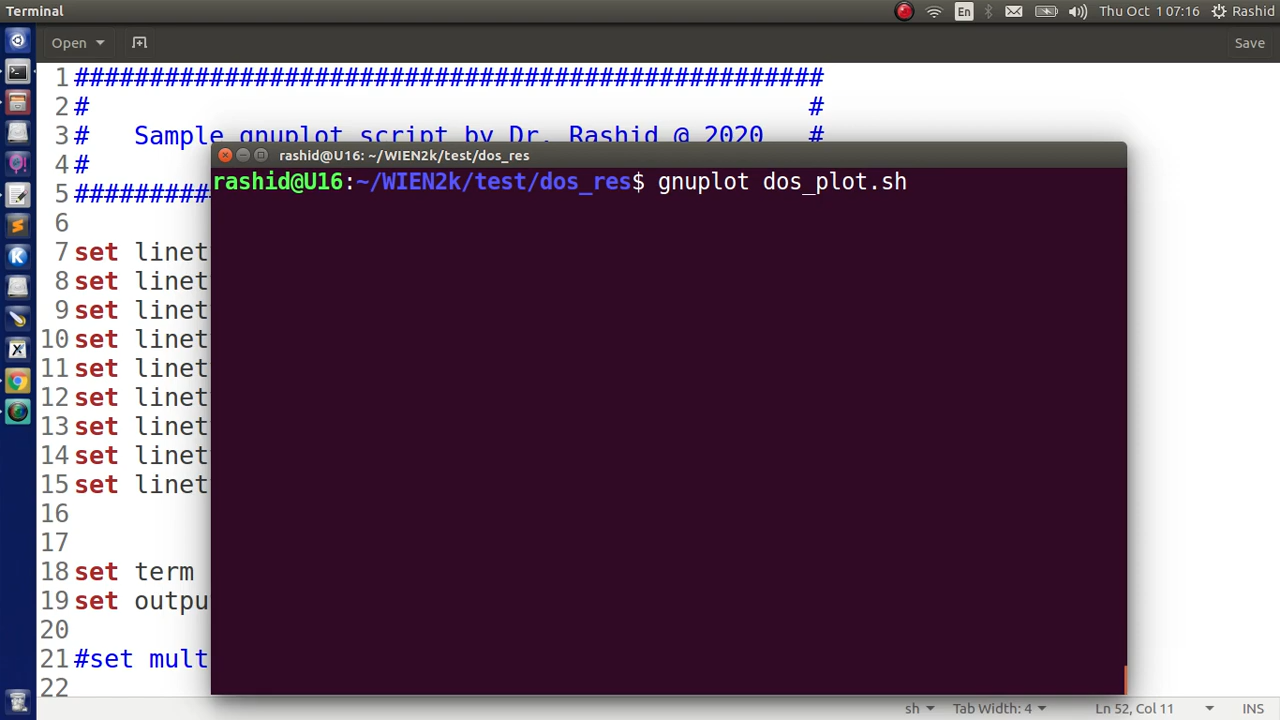 Terminal
En
Thu Oct 1 07:16
Rashid
Open
Save
1 ##################################################
2 # #
3 # Sample gnuplot script by Dr. Rashid @ 2020 #
4 #
5 #########
6
7 set linet
8 set linet
9 set linet
10 set linet
11 set linet
12 set linet
13 set linet
14 set linet
15 set linet
16
17
18 set term
19 set outpu
20
21 #set mult
22
rashid@U16: ~/WIEN2k/test/dos_res
rashid@U16:~/WIEN2k/test/dos_res$ gnuplot dos_plot.sh
sh
Tab Width: 4
Ln 52, Col 11
INS